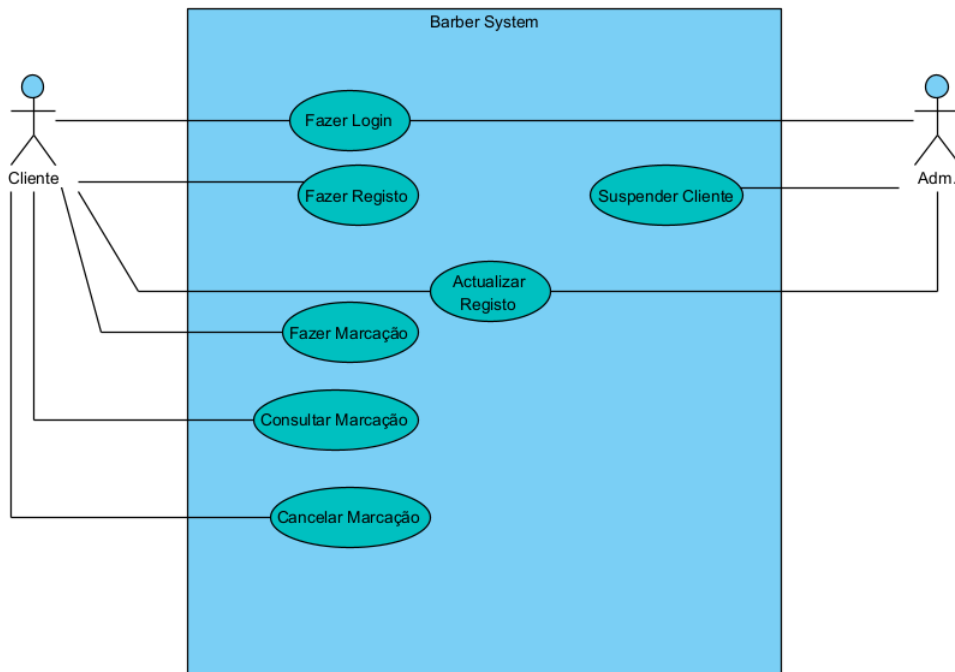 Barber System
Fazer Login
Cliente
Fazer Registo
Suspender Cliente
Adm.
Actualizar
Registo
Fazer Marcação
Consultar Marcação
Cancelar Marcação